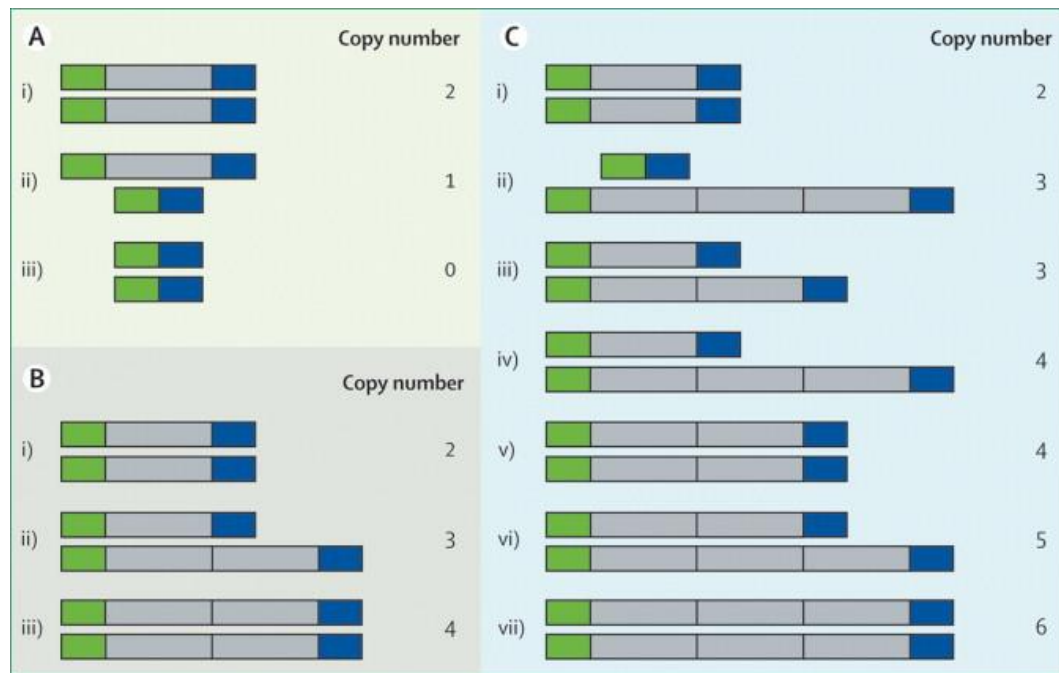 A
Copy number
i)
2
ii)
1
iii)
0
B
Copy number
i)
2
ii)
3
iii)
4
C
Copy number
i)
2
ii)
3
iii)
3
iv)
4
v)
4
vi)
5
vii)
6